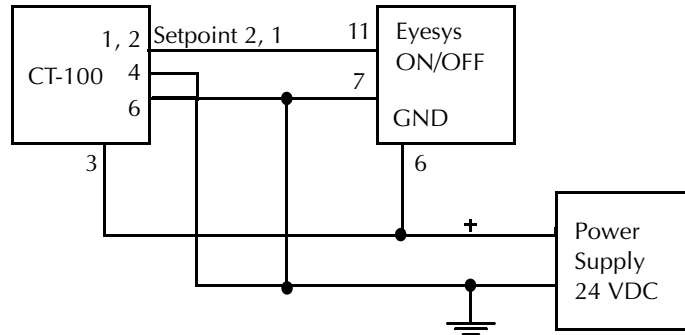 1, 2 Setpoint 2, 1 11 Eyesys
ON/OFF
CT-100 4
7
6
GND
3
6
+
Power
Supply
24 VDC